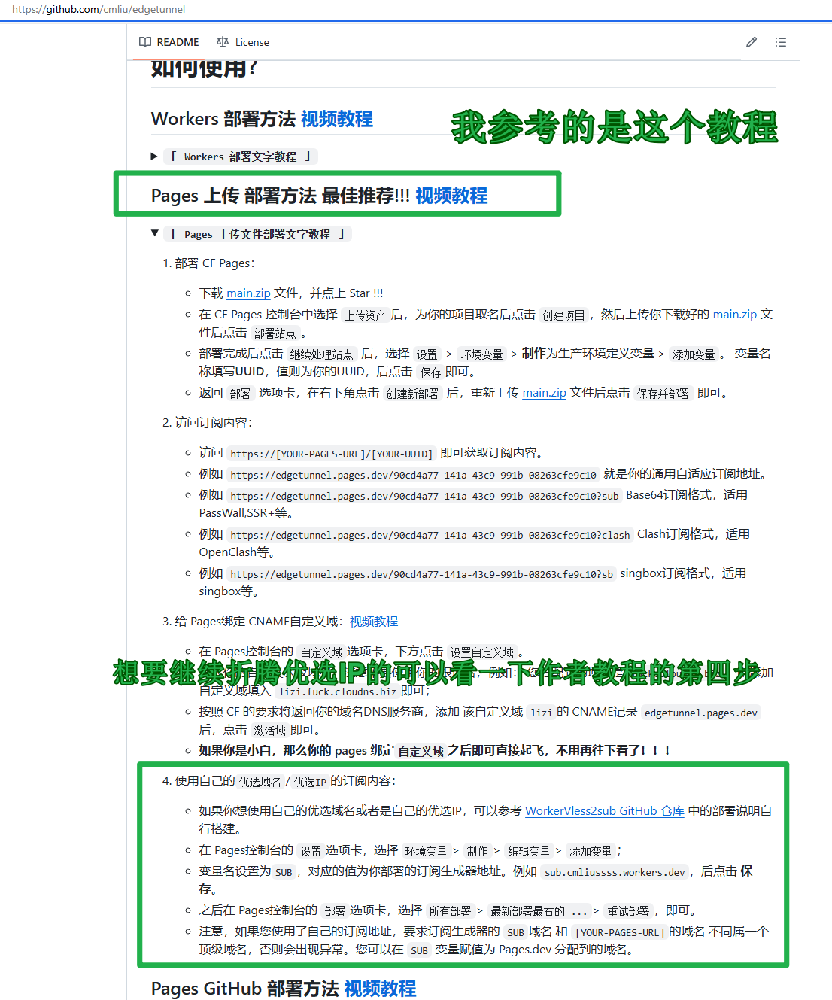 https://github.com/cmliu/edgetunnel
README License
如何使用?
Workers 部署方法 视频教程
我参考的是这个教程
「 Workers 部署文字教程 」
Pages 上传 部署方法 最佳推荐!!! 视频教程
「 Pages 上传文件部署文字教程 」
1. 部署 CF Pages：
下载 main.zip 文件，并点上 Star !!!
在 CF Pages 控制台中选择 上传资产 后，为你的项目取名后点击 创建项目 ，然后上传你下载好的 main.zip 文
件后点击 部署站点 。
部署完成后点击 继续处理站点 后，选择 设置 > 环境变量 > 制作为生产环境定义变量 > 添加变量 。 变量名
称填写UUID，值则为你的UUID，后点击 保存 即可。
返回 部署 选项卡，在右下角点击 创建新部署 后，重新上传 main.zip 文件后点击 保存并部署 即可。
2. 访问订阅内容：
访问 https://[YOUR-PAGES-URL]/[YOUR-UUID] 即可获取订阅内容。
例如 https://edgetunnel.pages.dev/90cd4a77-141a-43c9-991b-08263cfe9c10 就是你的通用自适应订阅地址。
例如 https://edgetunnel.pages.dev/90cd4a77-141a-43c9-991b-08263cfe9c10?sub Base64订阅格式，适用
PassWall,SSR+等。
例如 https://edgetunnel.pages.dev/90cd4a77-141a-43c9-991b-08263cfe9c10?clash Clash订阅格式，适用
OpenClash等。
例如 https://edgetunnel.pages.dev/90cd4a77-141a-43c9-991b-08263cfe9c10?sb singbox订阅格式，适用
singbox等。
3. 给 Pages绑定 CNAME自定义域：视频教程
在 Pages控制台的 自定义域 选项卡，下方点击 设置自定义域 。
想要继续折腾优选IP的可以看一下作者教程的第四步
自定义域填入 lizi.fuck.cloudns.biz 即可；
按照 CF 的要求将返回你的域名DNS服务商，添加 该自定义域 lizi 的 CNAME记录 edgetunnel.pages.dev
后，点击 激活域 即可。
如果你是小白，那么你的 pages 绑定 自定义域 之后即可直接起飞，不用再往下看了！！！
4. 使用自己的 优选域名 / 优选IP 的订阅内容：
如果你想使用自己的优选域名或者是自己的优选IP，可以参考 WorkerVless2sub GitHub 仓库 中的部署说明自
行搭建。
在 Pages控制台的 设置 选项卡，选择 环境变量 > 制作 > 编辑变量 > 添加变量 ；
变量名设置为 SUB ，对应的值为你部署的订阅生成器地址。例如 sub.cmliussss.workers.dev ，后点击 保
存。
之后在 Pages控制台的 部署 选项卡，选择 所有部署 > 最新部署最右的 ... > 重试部署 ，即可。
注意，如果您使用了自己的订阅地址，要求订阅生成器的 SUB 域名 和 [YOUR-PAGES-URL] 的域名 不同属一个
顶级域名，否则会出现异常。您可以在 SUB 变量赋值为 Pages.dev 分配到的域名。
Pages GitHub 部署方法 视频教程